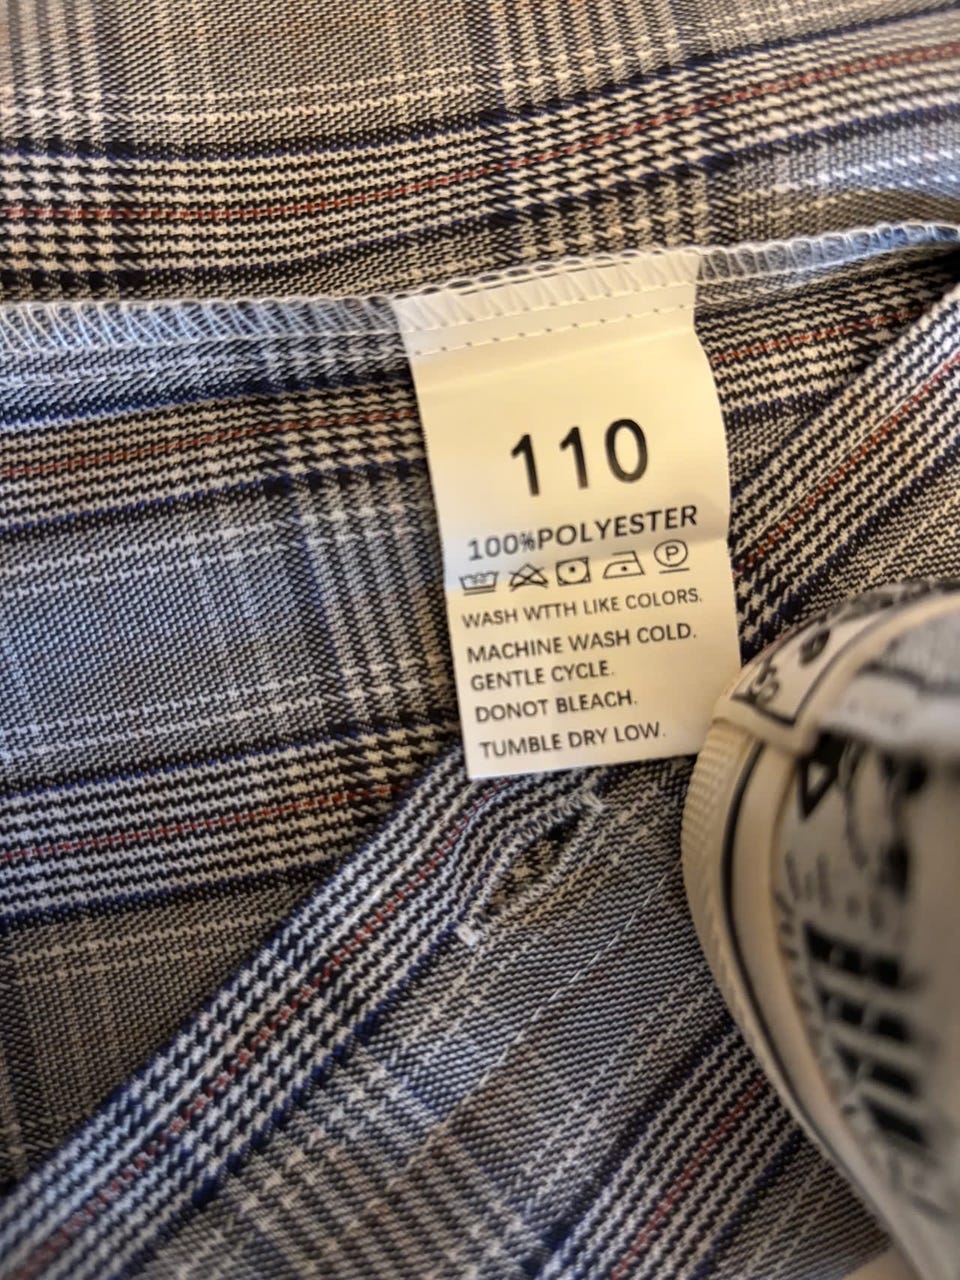 110
100%POLYESTER
P
WASH WTTH LIKE COLORS.
MACHINE WASH COLD.
GENTLE CYCLE.
DONOT BLEACH.
TUMBLE DRY LOW.